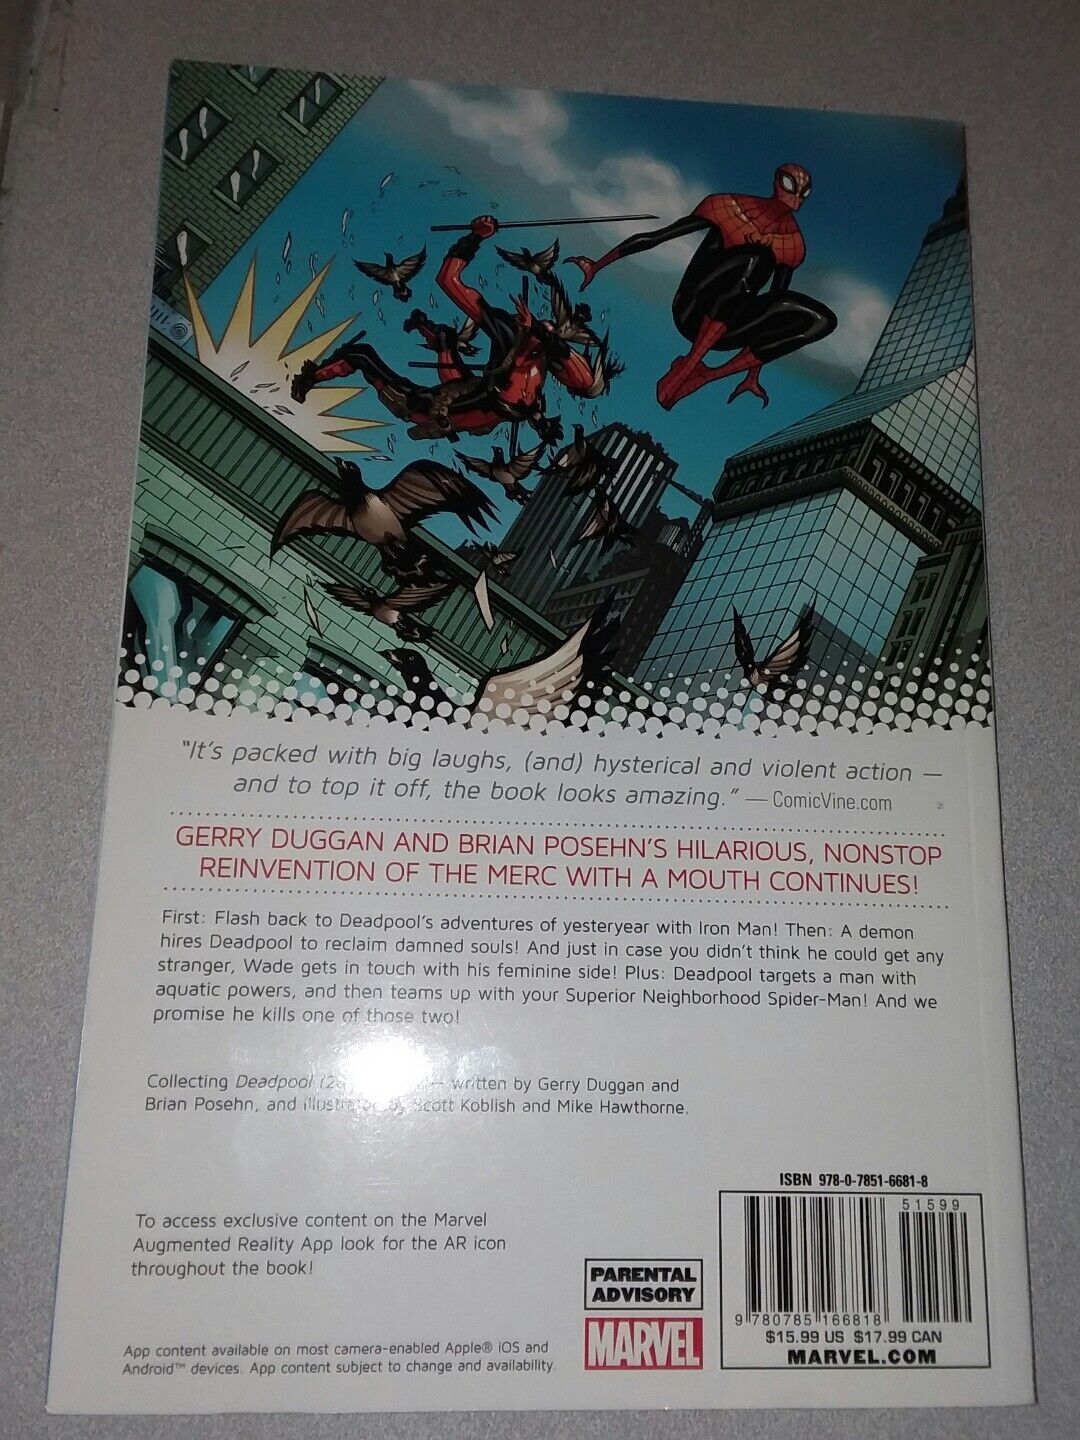 "It's packed with big laughs, (and) hysterical and violent action —
and to top it off, the book looks amazing." — ComicVine.com
GERRY DUGGAN AND BRIAN POSEHN'S HILARIOUS, NONSTOP
REINVENTION OF THE MERC WITH A MOUTH CONTINUES!
First: Flash back to Deadpool's adventures of yesteryear with Iron Man! Then: A demon
hires Deadpool to reclaim damned souls! And just in case you didn't think he could get any
stranger, Wade gets in touch with his feminine side! Plus: Deadpool targets a man with
aquatic powers, and then teams up with your Superior Neighborhood Spider-Man! And we
promise he kills one of those two!
Collecting Deadpool — written by Gerry Duggan and
Brian Posehn, and illustrated by Scott Koblish and Mike Hawthorne.
To access exclusive content on the Marvel
Augmented Reality App look for the AR icon
throughout the book!
App content available on most camera-enabled Apple® iOS and
Android™ devices. App content subject to change and availability.
PARENTAL
ADVISORY
MARVEL
ISBN 978-0-7851-6681-8
51599
9 780785 166818
$15.99 US $17.99 CAN
MARVEL.COM